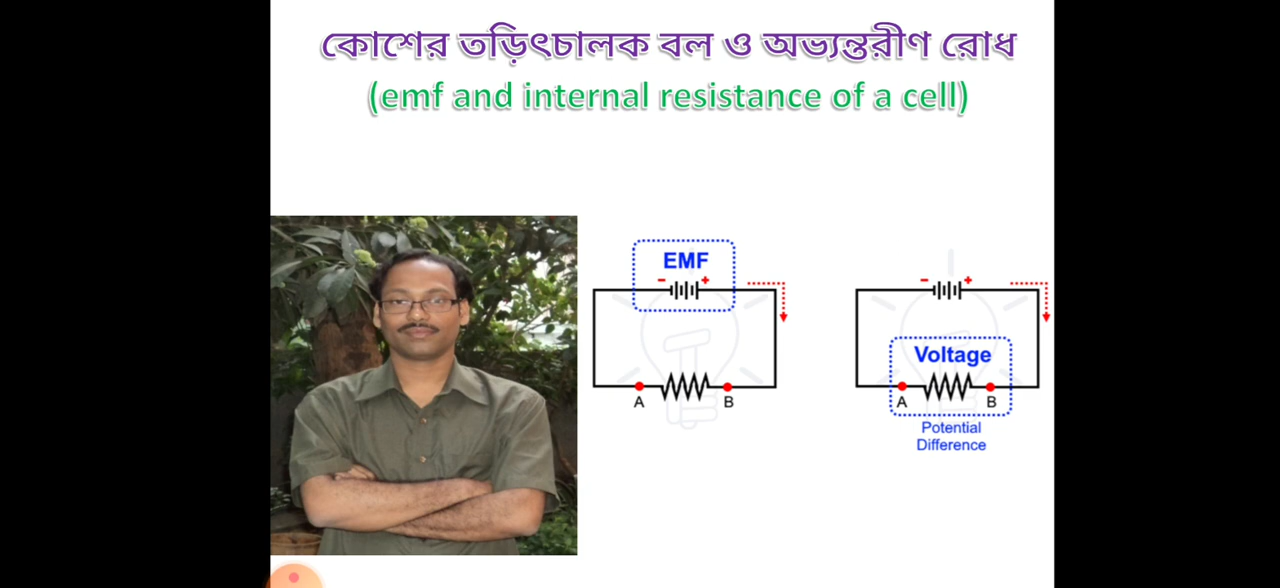 কোশের তড়িৎচালক বল ও অভ্যন্তরীণ রোধ
(emf and internal resistance of a cell)
EMF
- +
A B
- +
Voltage
A B
Potential
Difference